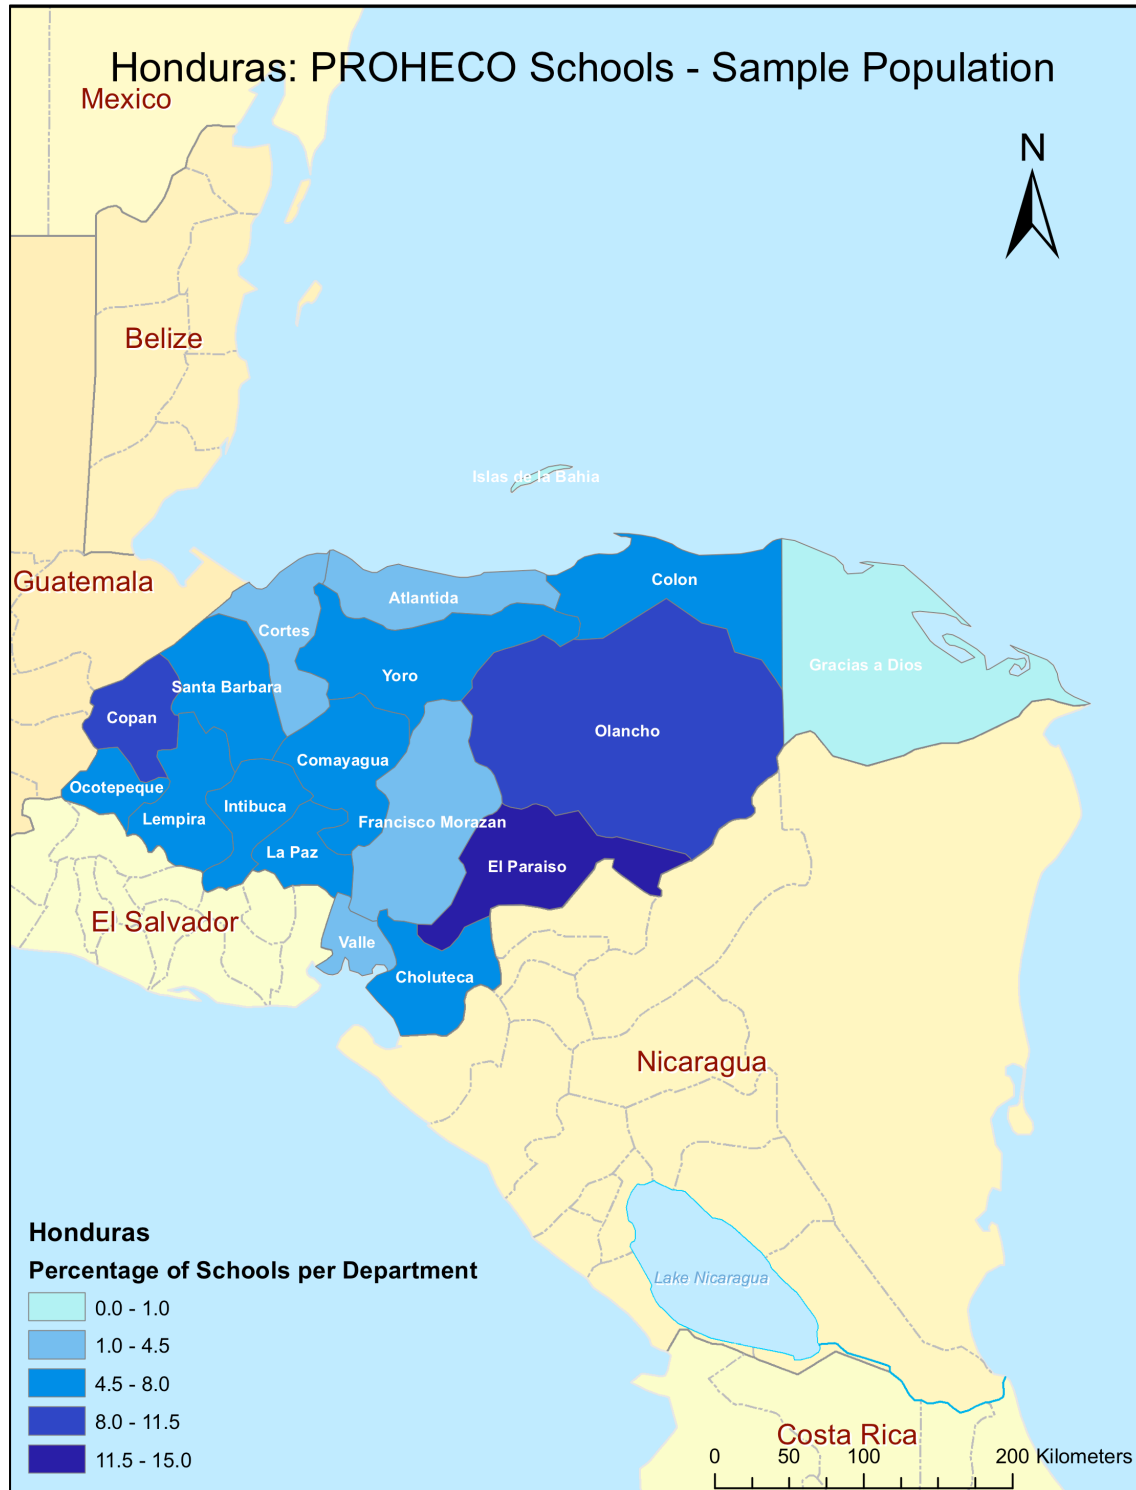 Honduras: PROHECO Schools - Sample Population
Mexico
N
Belize
Islas de la Bahia
Guatemala
Colon
Atlantida
Cortes
Gracias a Dios
Yoro
Santa Barbara
Copan
Olancho
Comayagua
Ocotepeque
Intibuca
Lempira
Francisco Morazan
La Paz
El Paraiso
El Salvador
Valle
Choluteca
Nicaragua
Honduras
Percentage of Schools per Department
Lake Nicaragua
0.0 - 1.0
1.0 - 4.5
4.5 - 8.0
8.0 - 11.5
11.5 - 15.0
Costa Rica
0 50 100 200 Kilometers